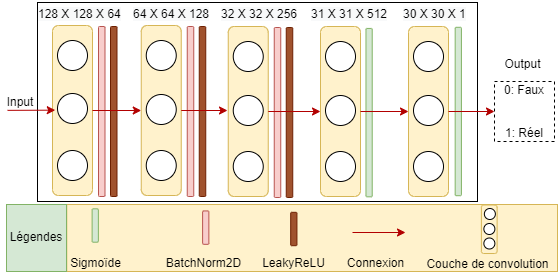 128 X 128 X 64
64 X 64 X 128
32 X 32 X 256
31 X 31 X 512
30 X 30 X 1
Input
Output
0: Faux
1: Réel
Légendes
Sigmoïde
BatchNorm2D
LeakyReLU
Connexion
Couche de convolution